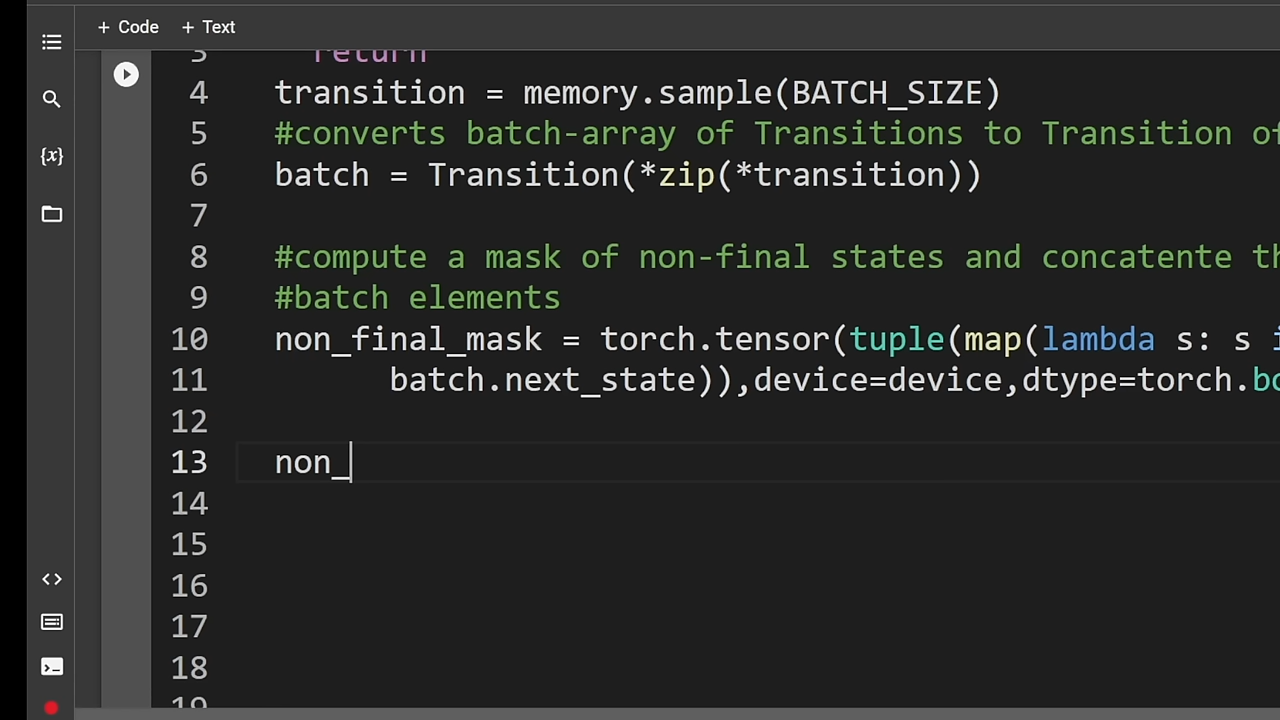 + Code + Text
3 return
4 transition = memory.sample(BATCH_SIZE)
5 #converts batch-array of Transitions to Transition of
6 batch = Transition(*zip(*transition))
7
8 #compute a mask of non-final states and concatente th
9 #batch elements
10 non_final_mask = torch.tensor(tuple(map(lambda s: s i
11 batch.next_state)),device=device,dtype=torch.bo
12
13 non_
14
15
16
17
18
19